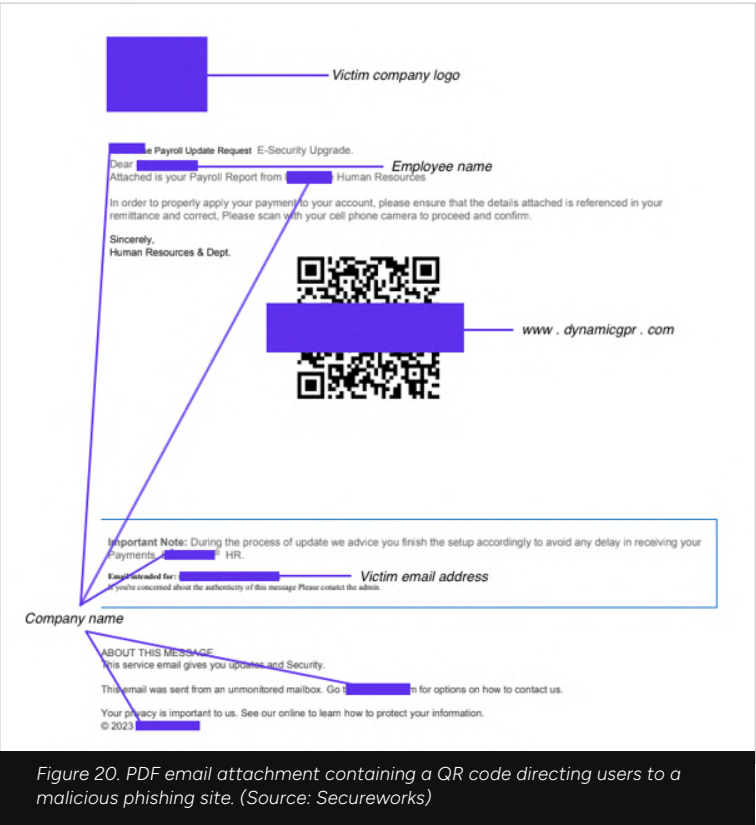 Victim company logo
e Payroll Update Request E-Security Upgrade.
Dear
Employee name
Attached is your Payroll Report from Human Resources
In order to properly apply your payment to your account, please ensure that the details attached is referenced in your
remittance and correct, Please scan with your cell phone camera to proceed and confirm.
Sincerely,
Human Resources & Dept.
www . dynamicgpr . com
Important Note: During the process of update we advice you finish the setup accordingly to avoid any delay in receiving your
Payments, ® HR.
Email intended for:
Victim email address
If you're concerned about the authenticity of this message Please conatct the admin.
Company name
ABOUT THIS MESSAGE
This service email gives you updates and Security.
This email was sent from an unmonitored mailbox. Go t m for options on how to contact us.
Your privacy is important to us. See our online to learn how to protect your information.
© 2023
Figure 20. PDF email attachment containing a QR code directing users to a
malicious phishing site. (Source: Secureworks)